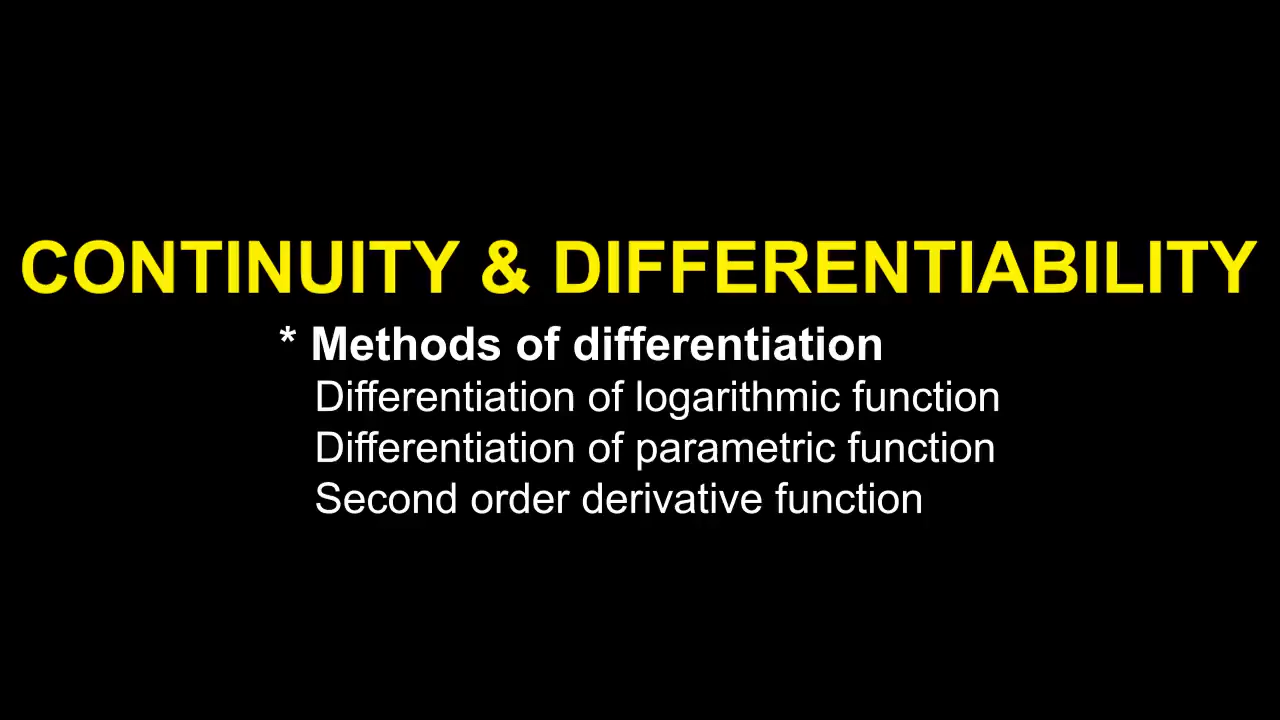 CONTINUITY & DIFFERENTIABILITY
* Methods of differentiation
Differentiation of logarithmic function
Differentiation of parametric function
Second order derivative function